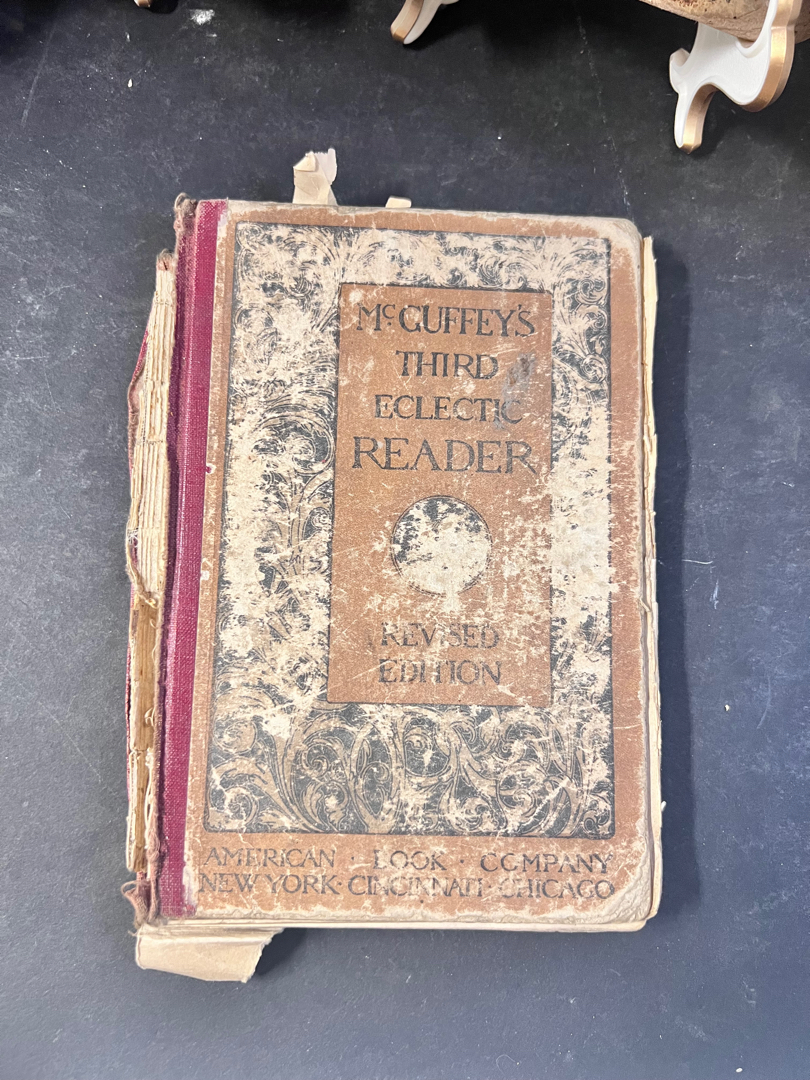 McGUFFEY'S
THIRD
ECLECTIC
READER
REVISED
EDITION
AMERICAN · BOOK · COMPANY
NEW YORK · CINCINNATI · CHICAGO